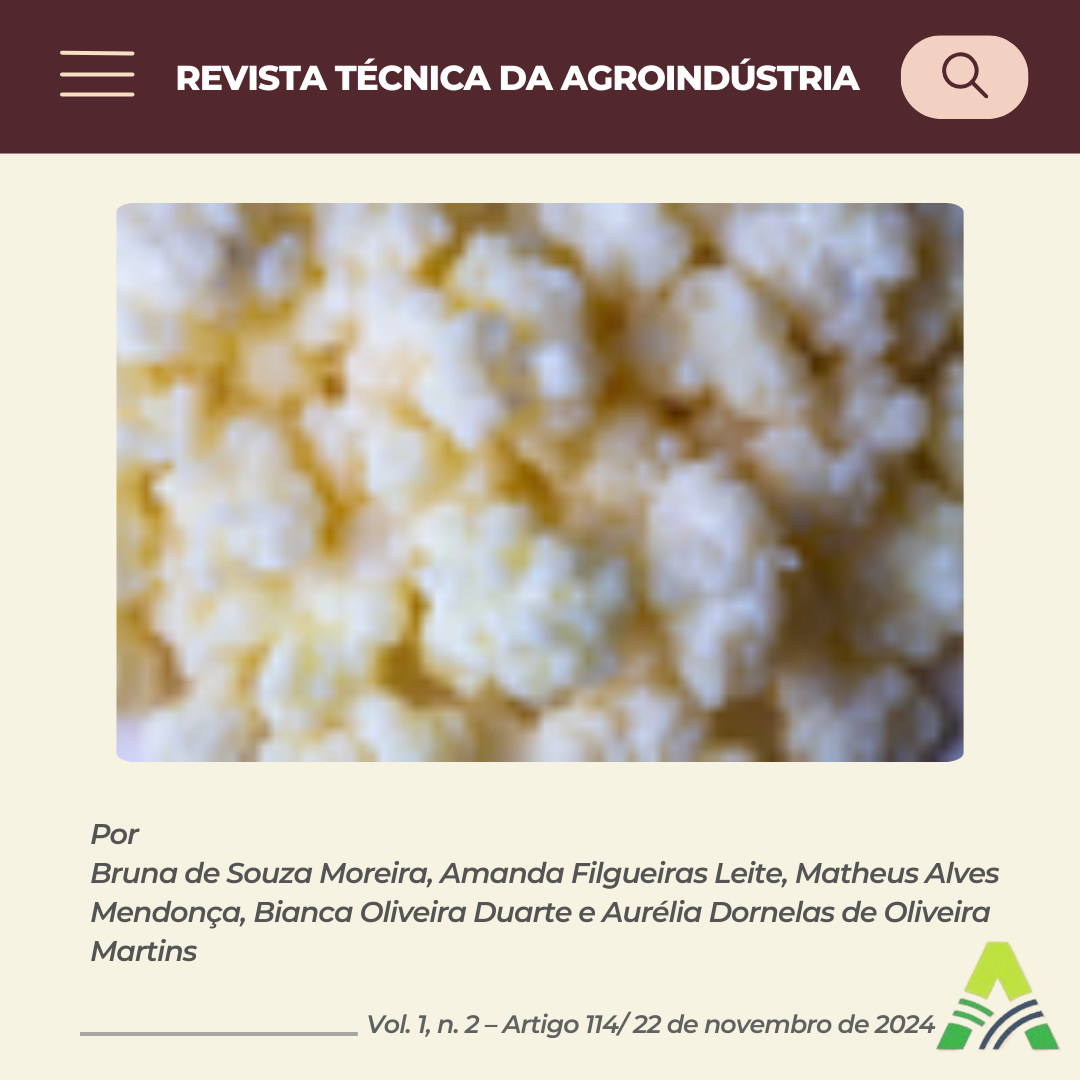 REVISTA TÉCNICA DA AGROINDÚSTRIA
Por
Bruna de Souza Moreira, Amanda Filgueiras Leite, Matheus Alves
Mendonça, Bianca Oliveira Duarte e Aurélia Dornelas de Oliveira
Martins
Vol. 1, n. 2 – Artigo 114/ 22 de novembro de 2024